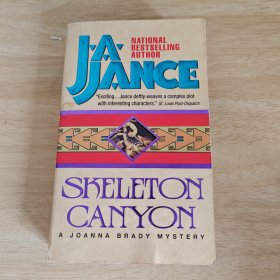 J.A.
NATIONAL
BESTSELLING
AUTHOR
JANCE
"Exciting...Jance deftly weaves a complex plot
with interesting characters." St. Louis Post-Dispatch
SKELETON
CANYON
A JOANNA BRADY MYSTERY